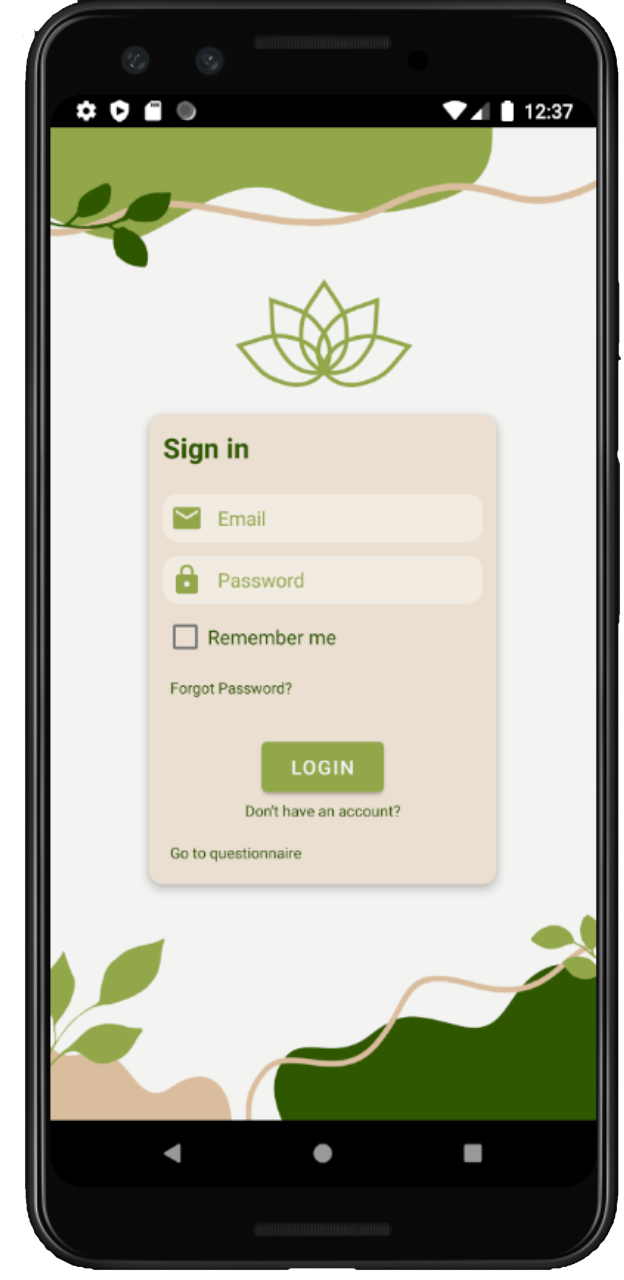 12:37
Sign in
Email
Password
Remember me
Forgot Password?
LOGIN
Don't have an account?
Go to questionnaire